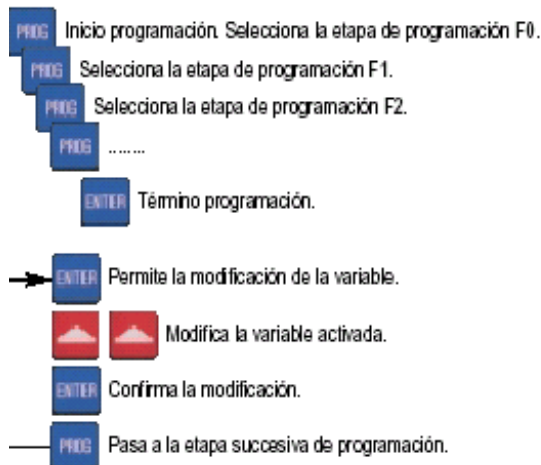 PROG Inicio programación. Selecciona la etapa de programación F0.
PROG Selecciona la etapa de programación F1.
PROG Selecciona la etapa de programación F2.
PROG ........
ENTER Término programación.
ENTER Permite la modificación de la variable.
Modifica la variable activada.
ENTER Confirma la modificación.
PROG Pasa a la etapa succesiva de programación.